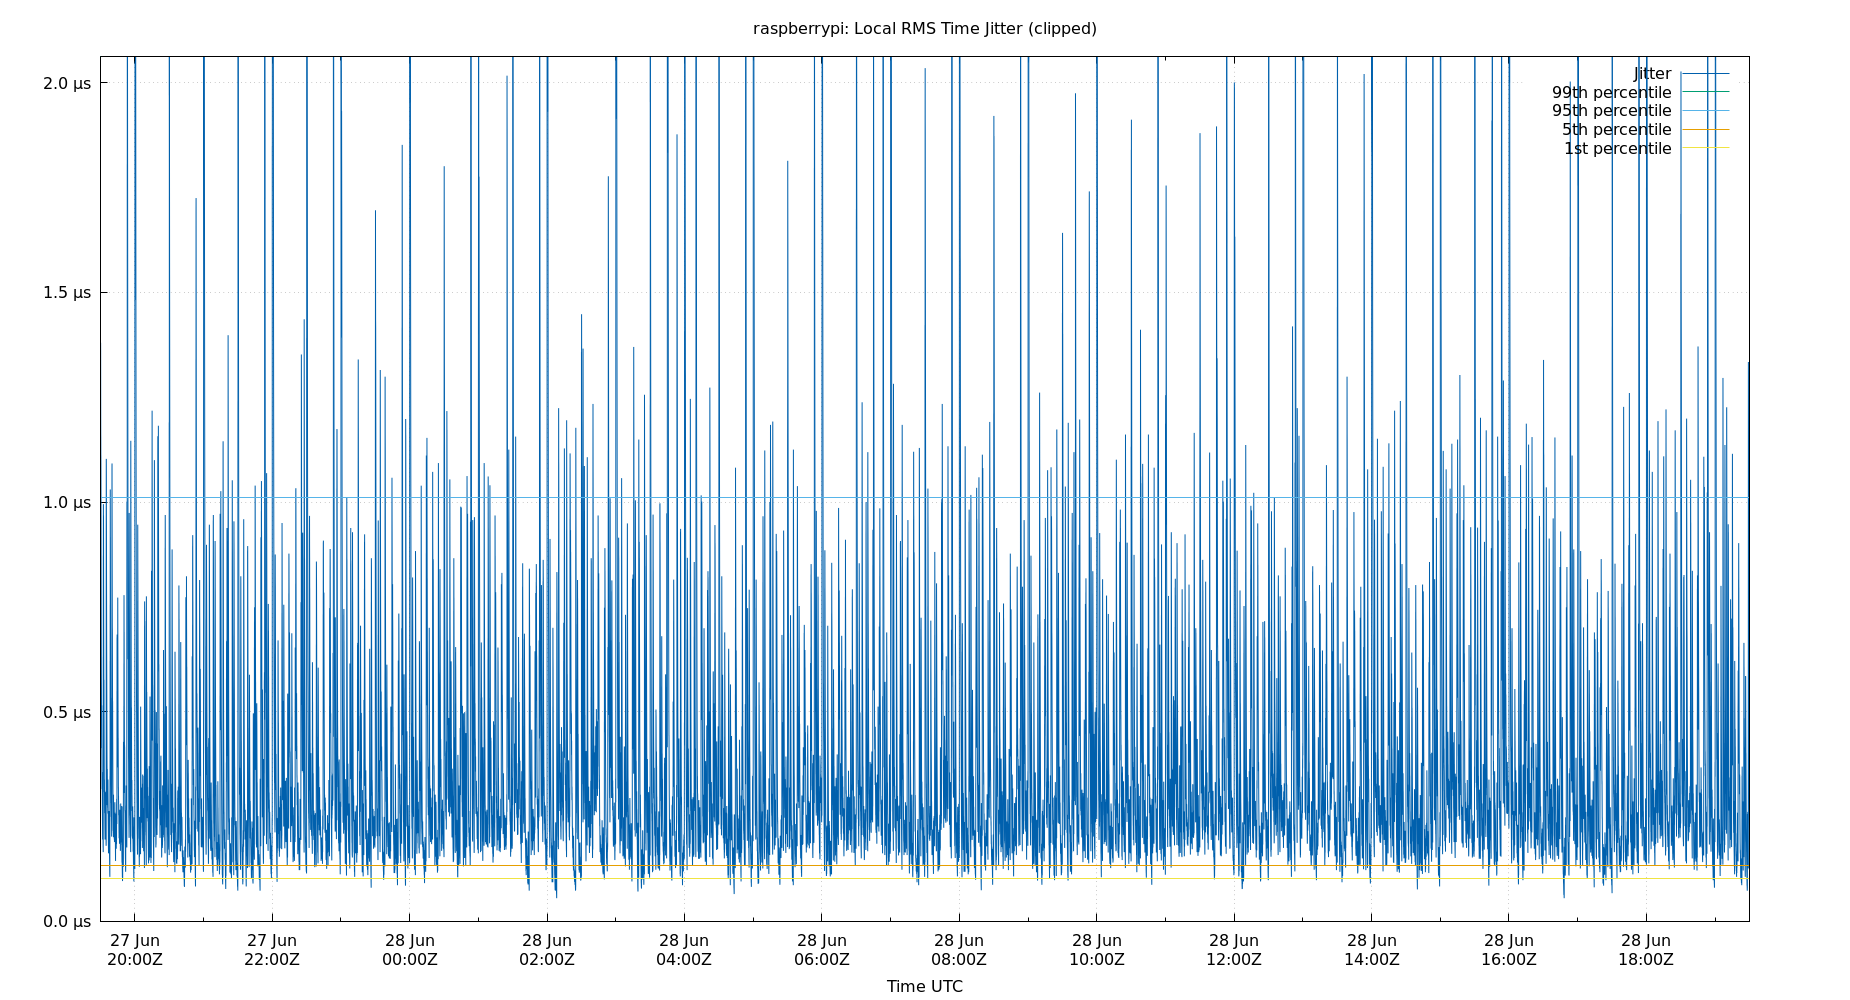 raspberrypi: Local RMS Time Jitter (clipped)
2.0 µs
1.5 µs
1.0 µs
0.5 µs
0.0 µs
Jitter
99th percentile
95th percentile
5th percentile
1st percentile
27 Jun 27 Jun 28 Jun 28 Jun 28 Jun 28 Jun 28 Jun 28 Jun 28 Jun 28 Jun 28 Jun 28 Jun
20:00Z 22:00Z 00:00Z 02:00Z 04:00Z 06:00Z 08:00Z 10:00Z 12:00Z 14:00Z 16:00Z 18:00Z
Time UTC